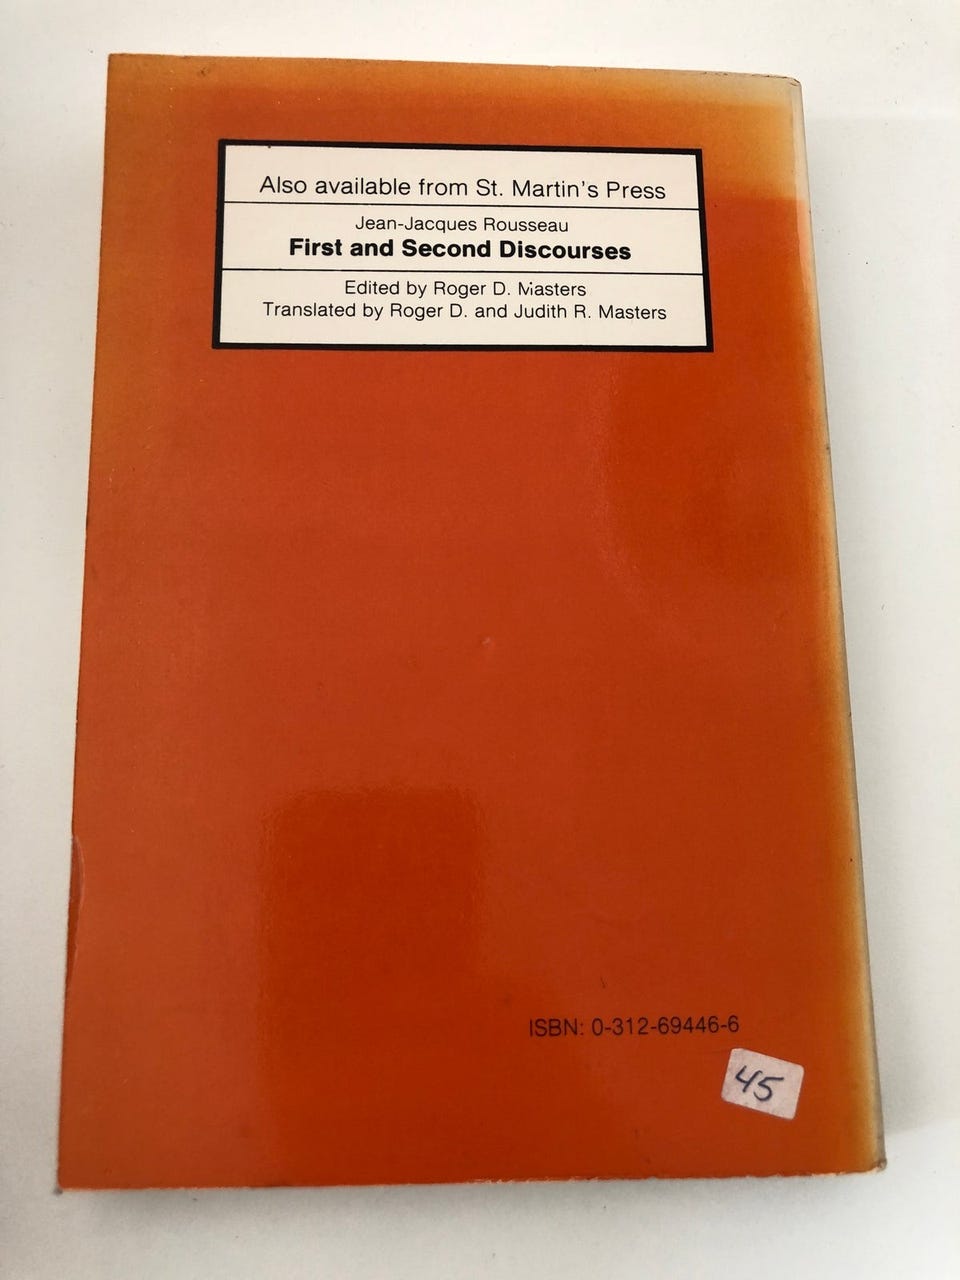 Also available from St. Martin's Press
Jean-Jacques Rousseau
First and Second Discourses
Edited by Roger D. Masters
Translated by Roger D. and Judith R. Masters
ISBN: 0-312-69446-6
45